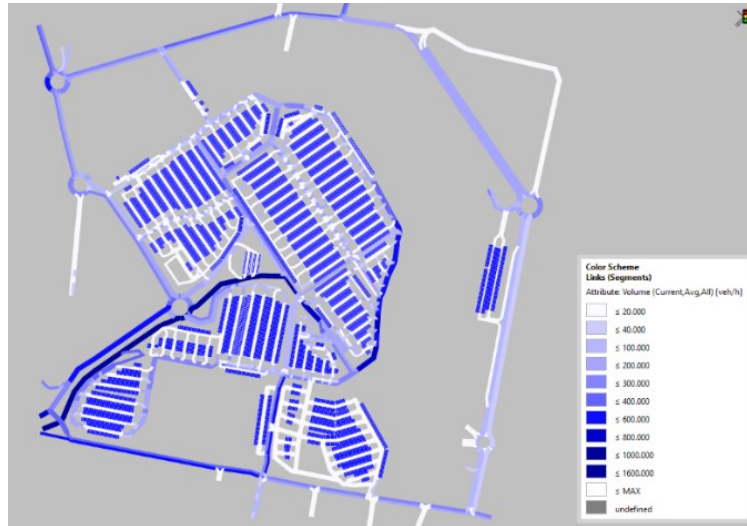 Color Scheme
Links (Segments)
Attribute: Volume (Current,Avg,All) [veh/h]
≤ 20.000
≤ 40.000
≤ 100.000
≤ 200.000
≤ 300.000
≤ 400.000
≤ 600.000
≤ 800.000
≤ 1000.000
≤ 1600.000
≤ MAX
undefined